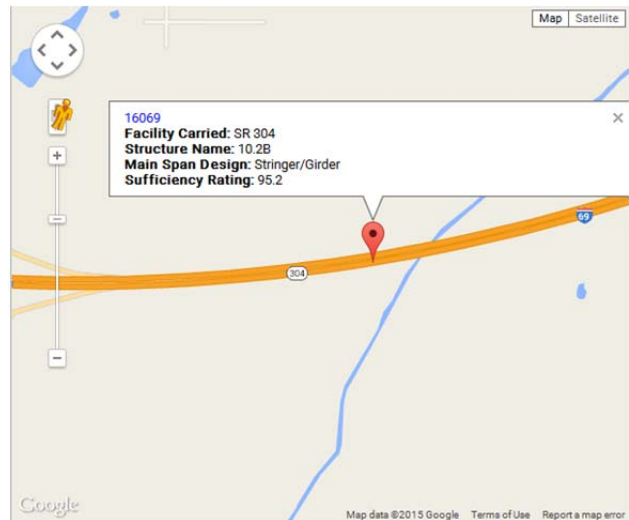 Map Satellite
16069
Facility Carried: SR 304
Structure Name: 10.2B
Main Span Design: Stringer/Girder
Sufficiency Rating: 95.2
69
304
Google
Map data ©2015 Google Terms of Use Report a map error